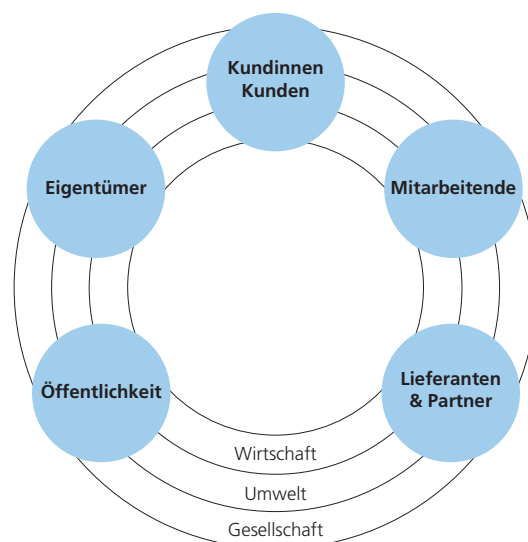 Kundinnen
Kunden
Eigentümer
Mitarbeitende
Öffentlichkeit
Lieferanten
& Partner
Wirtschaft
Umwelt
Gesellschaft